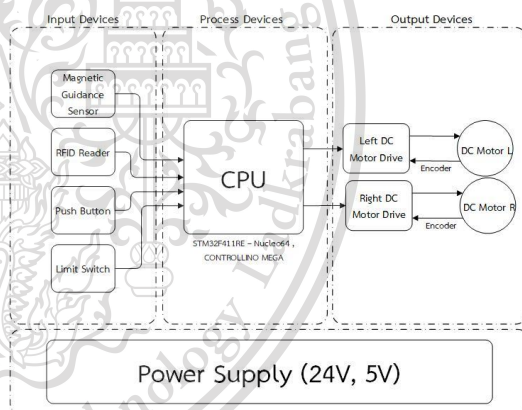 Input Devices
Process Devices
Output Devices
Magnetic
Guidance
Sensor
RFID Reader
Push Button
Limit Switch
CPU
STM32F411RE – Nucleo64 ,
CONTROLLINO MEGA
Left DC
Motor Drive
DC Motor L
Encoder
Right DC
Motor Drive
DC Motor R
Encoder
Power Supply (24V, 5V)
Ladkrabang